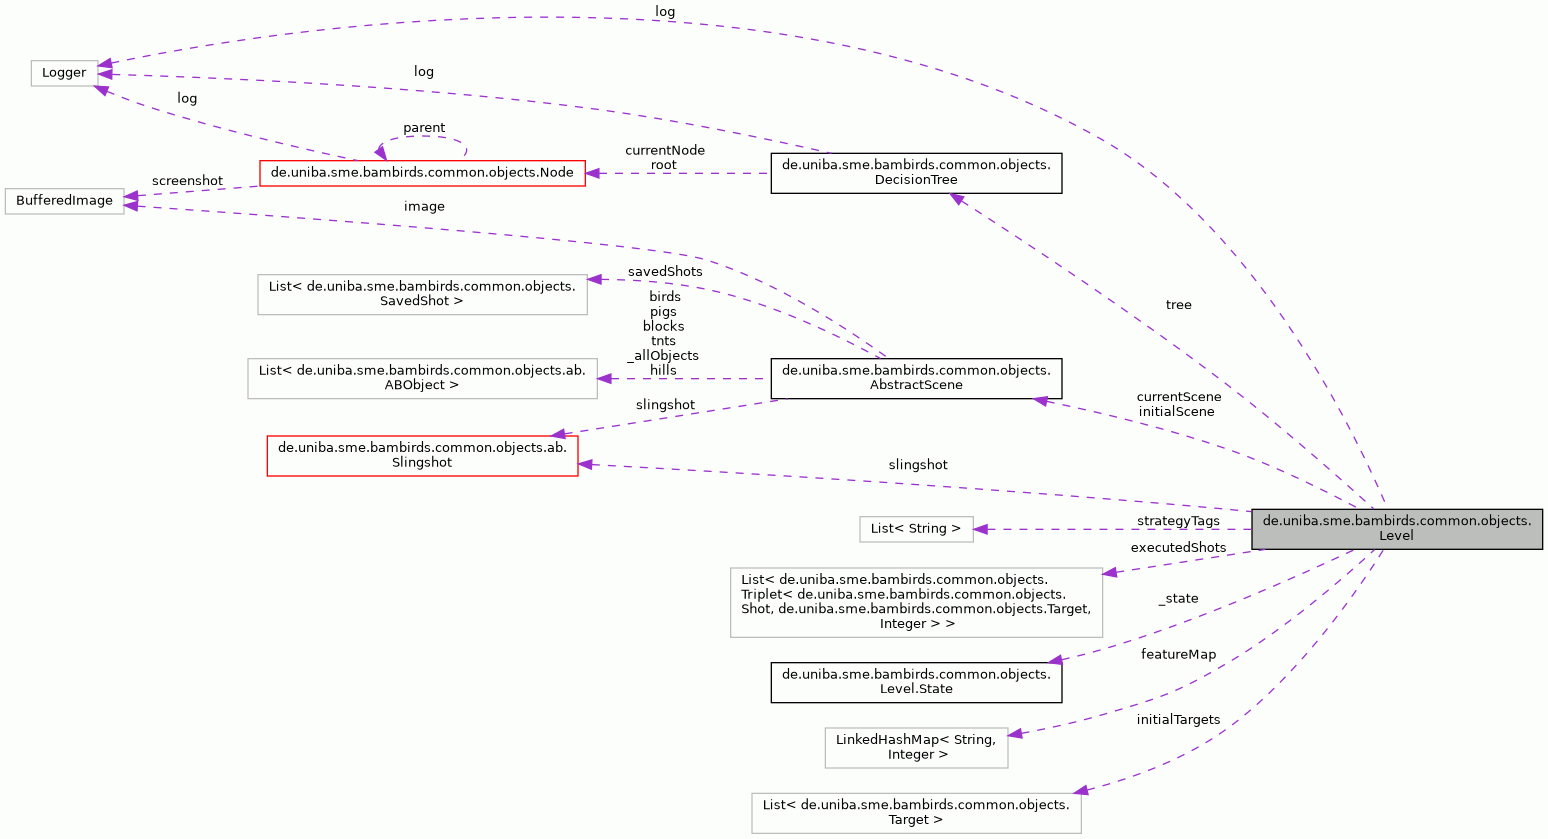 log
Logger
log
log
parent
currentNode
root
de.uniba.sme.bambirds.common.objects.
DecisionTree
de.uniba.sme.bambirds.common.objects.Node
screenshot
BufferedImage
image
savedShots
List< de.uniba.sme.bambirds.common.objects.
SavedShot >
birds
pigs
blocks
tnts
_allObjects
hills
tree
List< de.uniba.sme.bambirds.common.objects.ab.
ABObject >
de.uniba.sme.bambirds.common.objects.
AbstractScene
currentScene
initialScene
slingshot
de.uniba.sme.bambirds.common.objects.ab.
Slingshot
slingshot
strategyTags
List< String >
de.uniba.sme.bambirds.common.objects.
Level
executedShots
List< de.uniba.sme.bambirds.common.objects.
Triplet< de.uniba.sme.bambirds.common.objects.
Shot, de.uniba.sme.bambirds.common.objects.Target,
Integer > >
_state
featureMap
de.uniba.sme.bambirds.common.objects.
Level.State
initialTargets
LinkedHashMap< String,
Integer >
List< de.uniba.sme.bambirds.common.objects.
Target >